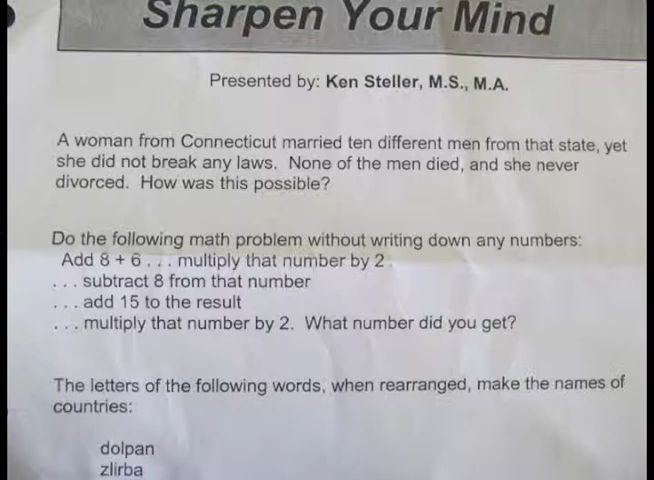 Sharpen Your Mind
Presented by: Ken Steller, M.S., M.A.
A woman from Connecticut married ten different men from that state, yet
she did not break any laws. None of the men died, and she never
divorced. How was this possible?
Do the following math problem without writing down any numbers:
Add 8 + 6 . . . multiply that number by 2
. . . subtract 8 from that number
. . . add 15 to the result
. . . multiply that number by 2. What number did you get?
The letters of the following words, when rearranged, make the names of
countries:
dolpan
zlirba